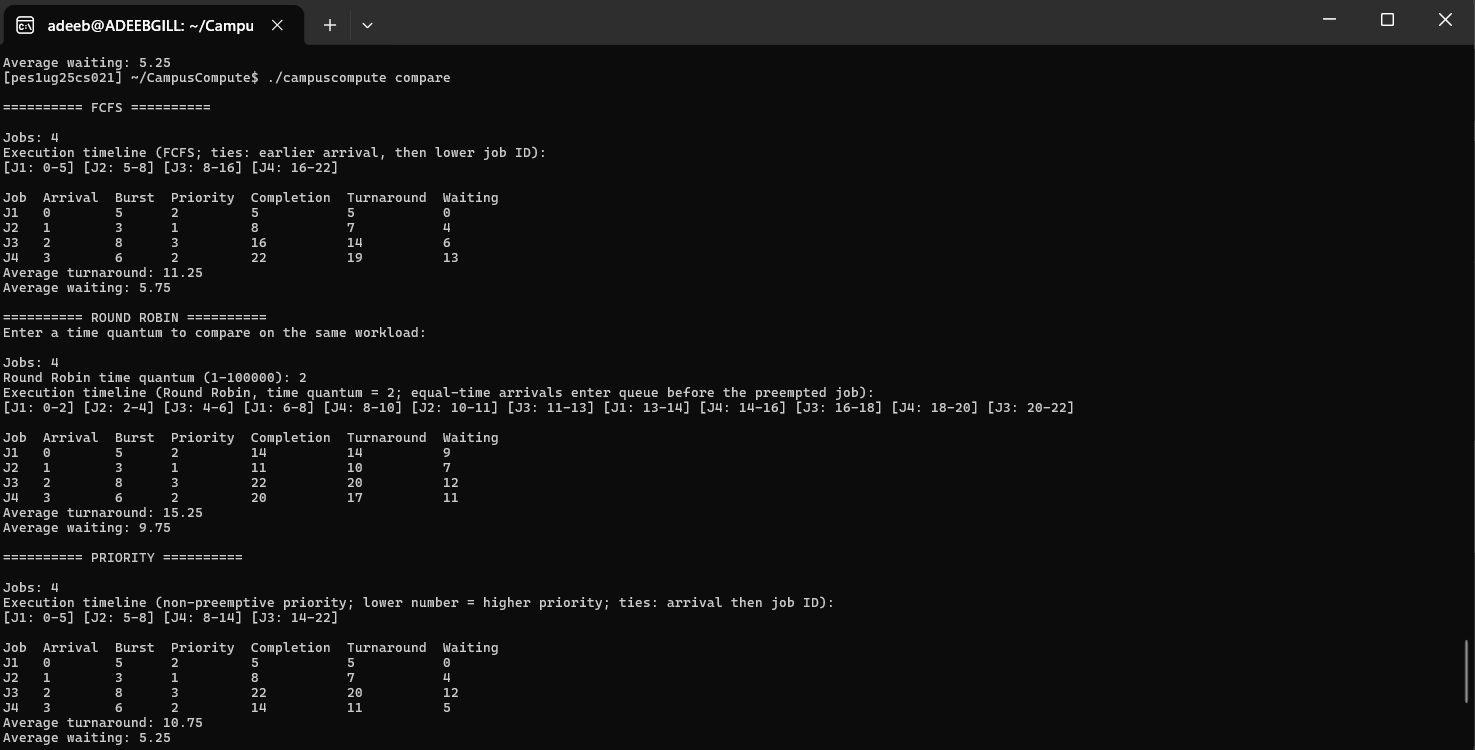 adeeb@ADEEBGILL: ~/Campu
Average waiting: 5.25
[pes1ug25cs021] ~/CampusCompute$ ./campuscompute compare
========== FCFS ==========
Jobs: 4
Execution timeline (FCFS; ties: earlier arrival, then lower job ID):
[J1: 0-5] [J2: 5-8] [J3: 8-16] [J4: 16-22]
Job  Arrival  Burst  Priority  Completion  Turnaround  Waiting
J1   0        5      2         5           5           0
J2   1        3      1         8           7           4
J3   2        8      3         16          14          6
J4   3        6      2         22          19          13
Average turnaround: 11.25
Average waiting: 5.75
========== ROUND ROBIN ==========
Enter a time quantum to compare on the same workload:
Jobs: 4
Round Robin time quantum (1-100000): 2
Execution timeline (Round Robin, time quantum = 2; equal-time arrivals enter queue before the preempted job):
[J1: 0-2] [J2: 2-4] [J3: 4-6] [J1: 6-8] [J4: 8-10] [J2: 10-11] [J3: 11-13] [J1: 13-14] [J4: 14-16] [J3: 16-18] [J4: 18-20] [J3: 20-22]
Job  Arrival  Burst  Priority  Completion  Turnaround  Waiting
J1   0        5      2         14          14          9
J2   1        3      1         11          10          7
J3   2        8      3         22          20          12
J4   3        6      2         20          17          11
Average turnaround: 15.25
Average waiting: 9.75
========== PRIORITY ==========
Jobs: 4
Execution timeline (non-preemptive priority; lower number = higher priority; ties: arrival then job ID):
[J1: 0-5] [J2: 5-8] [J4: 8-14] [J3: 14-22]
Job  Arrival  Burst  Priority  Completion  Turnaround  Waiting
J1   0        5      2         5           5           0
J2   1        3      1         8           7           4
J3   2        8      3         22          20          12
J4   3        6      2         14          11          5
Average turnaround: 10.75
Average waiting: 5.25